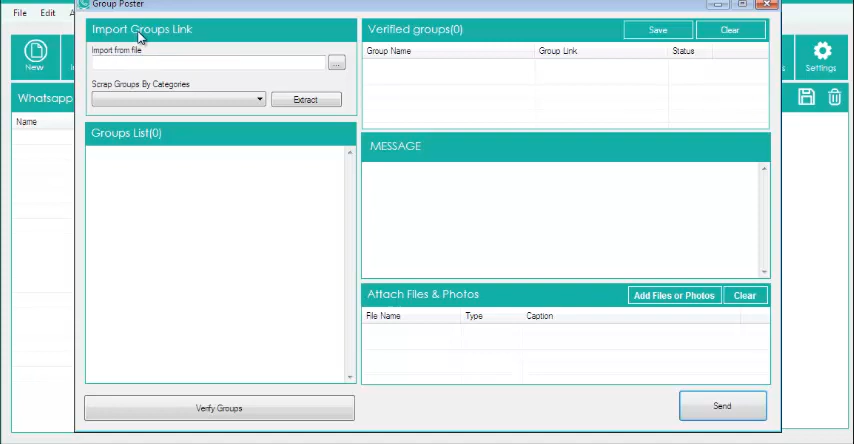 Group Poster
File Edit
New
Settings
Whatsapp
Name
Import Groups Link
Import from file
...
Scrap Groups By Categories
Extract
Groups List(0)
Verify Groups
Verified groups(0)
Save
Clear
Group Name
Group Link
Status
MESSAGE
Attach Files & Photos
Add Files or Photos
Clear
File Name
Type
Caption
Send